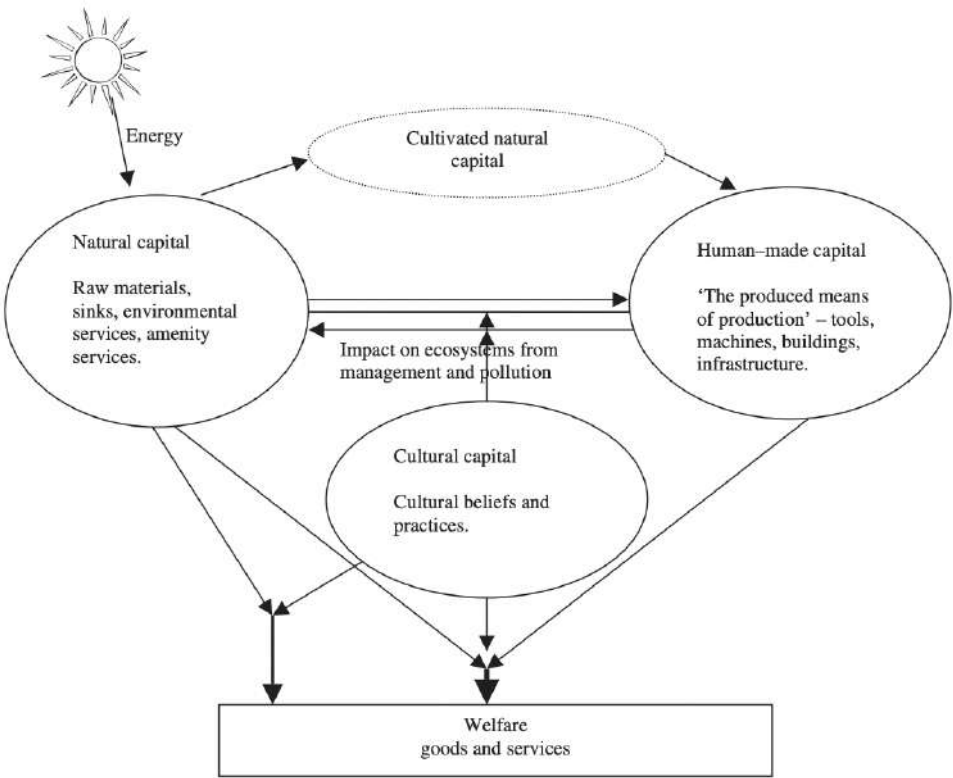 Energy
Cultivated natural
capital
Natural capital
Raw materials,
sinks, environmental
services, amenity
services.
Human–made capital
‘The produced means
of production’ – tools,
machines, buildings,
infrastructure.
Impact on ecosystems from
management and pollution
Cultural capital
Cultural beliefs and
practices.
Welfare
goods and services